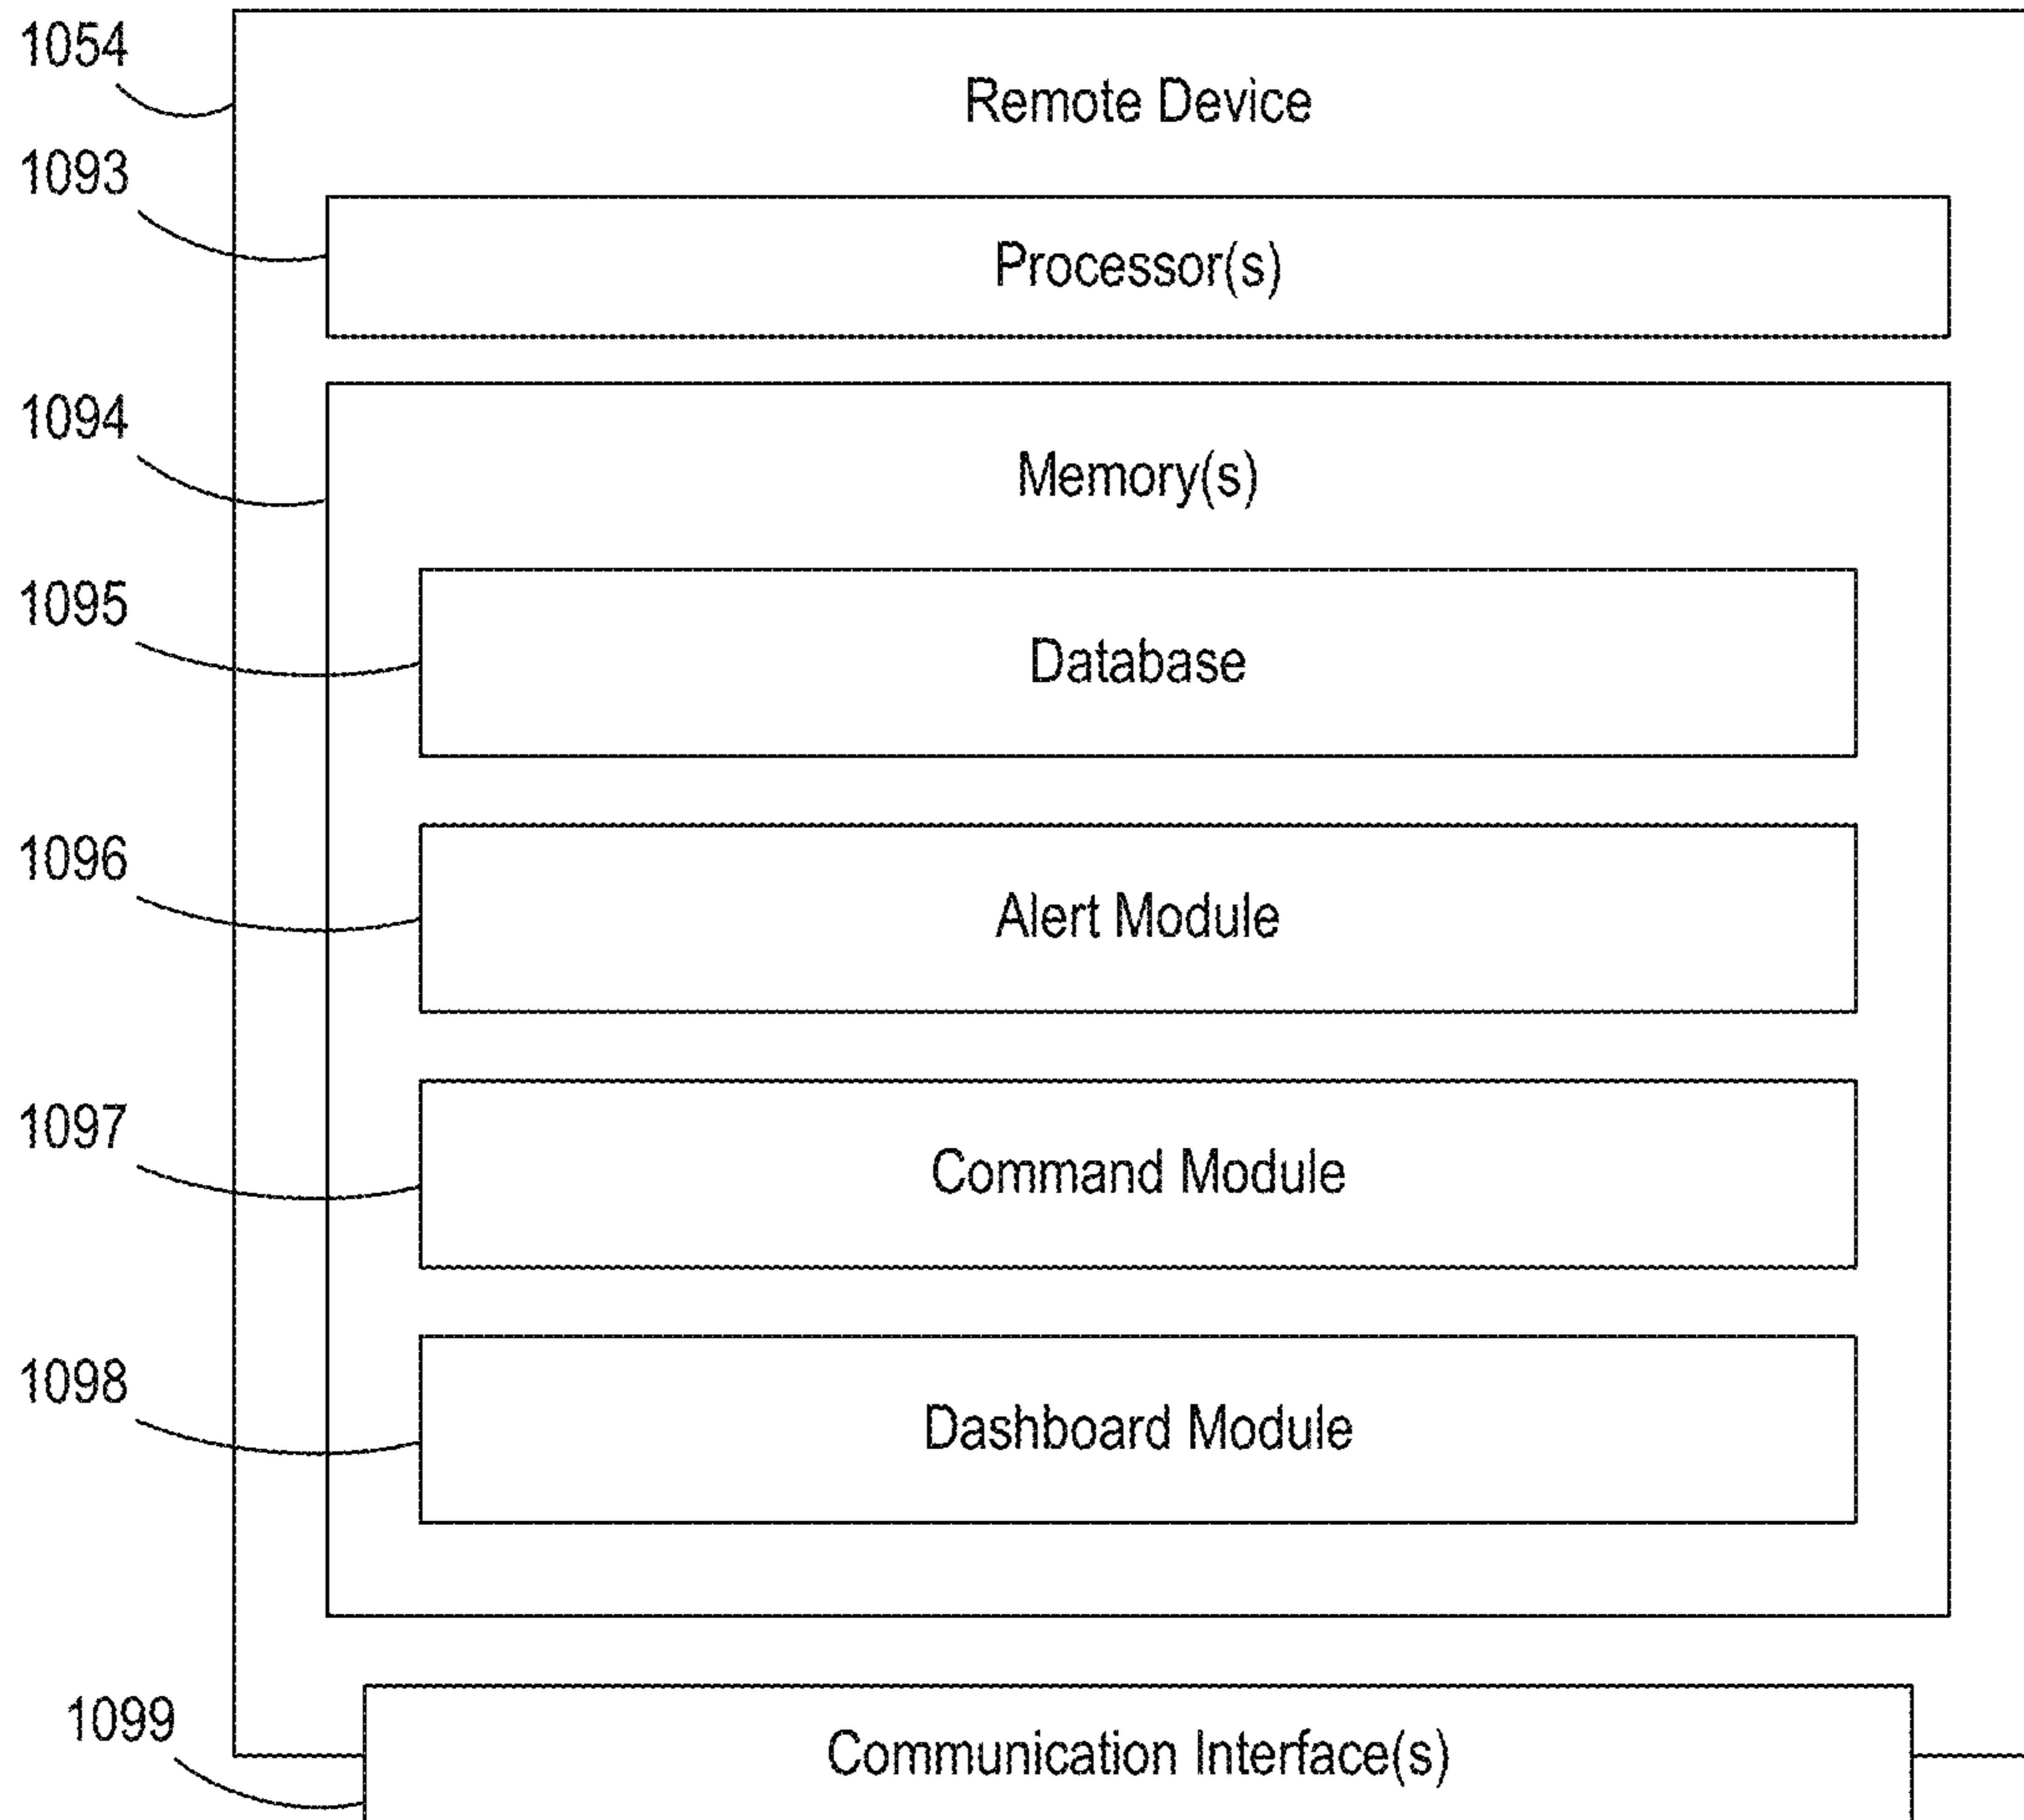 1054
Remote Device
1093
Processor(s)
1094
Memory(s)
1095
Database
1096
Alert Module
1097
Command Module
1098
Dashboard Module
1099
Communication Interface(s)